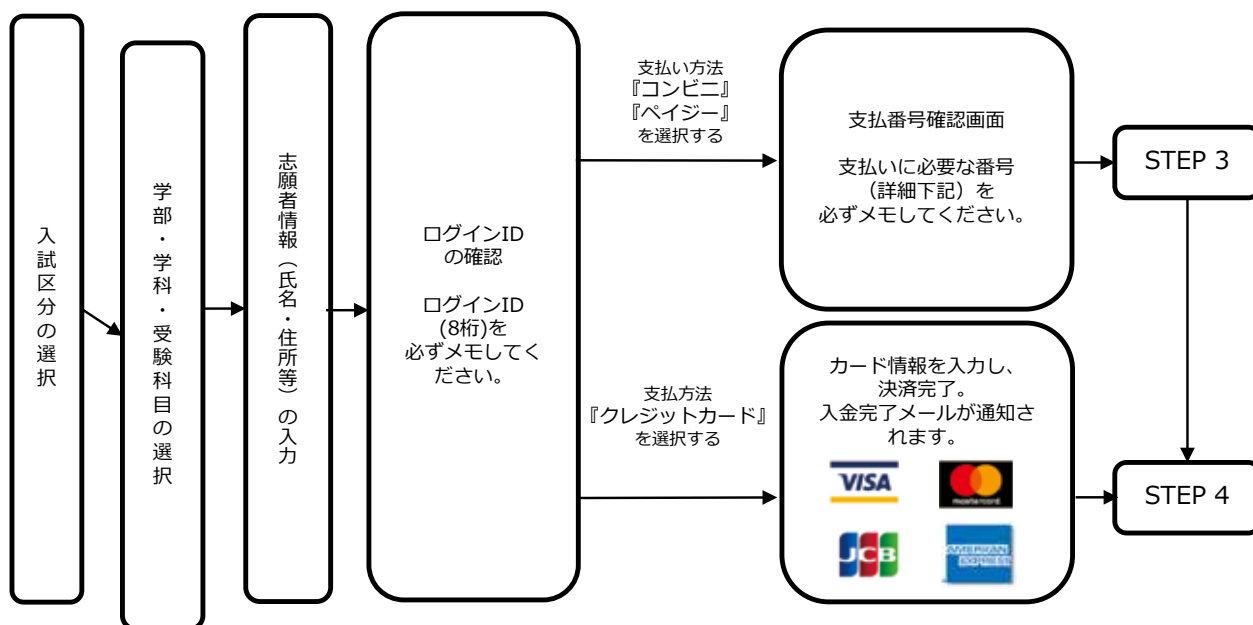 入試区分の選択
学部・学科・受験科目の選択
志願者情報（氏名・住所等）の入力
ログインID
の確認
ログインID
(8桁)を
必ずメモしてく
ださい。
支払い方法
『コンビニ』
『ペイジー』
を選択する
支払番号確認画面
支払いに必要な番号
（詳細下記）を
必ずメモしてください。
STEP 3
支払方法
『クレジットカード』
を選択する
カード情報を入力し、
決済完了。
入金完了メールが通知さ
れます。
VISA
mastercard
JCB
AMERICAN
EXPRESS
STEP 4